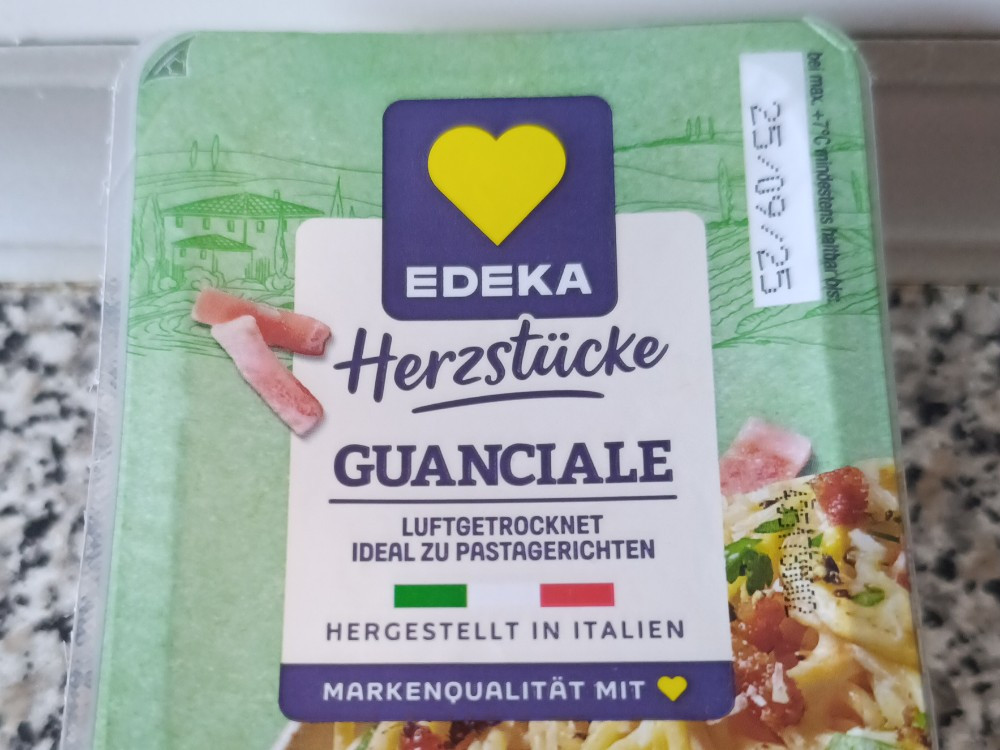 EDEKA
Herzstücke
GUANCIALE
LUFTGETROCKNET
IDEAL ZU PASTAGERICHTEN
HERGESTELLT IN ITALIEN
MARKENQUALITÄT MIT
bei max. +7°C mindestens haltbar bis:
25/09/25